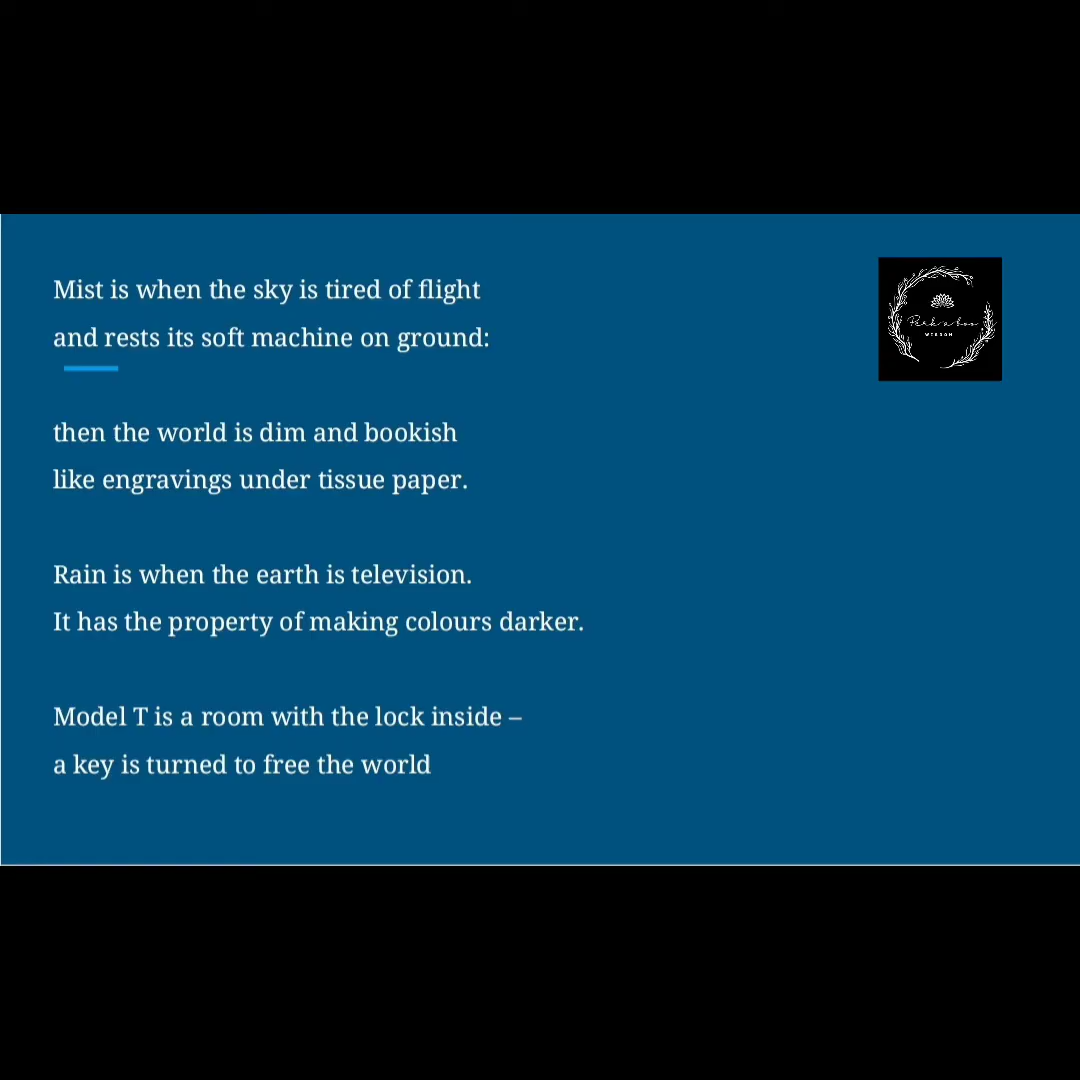 Mist is when the sky is tired of flight
and rests its soft machine on ground:
then the world is dim and bookish
like engravings under tissue paper.
Rain is when the earth is television.
It has the property of making colours darker.
Model T is a room with the lock inside –
a key is turned to free the world